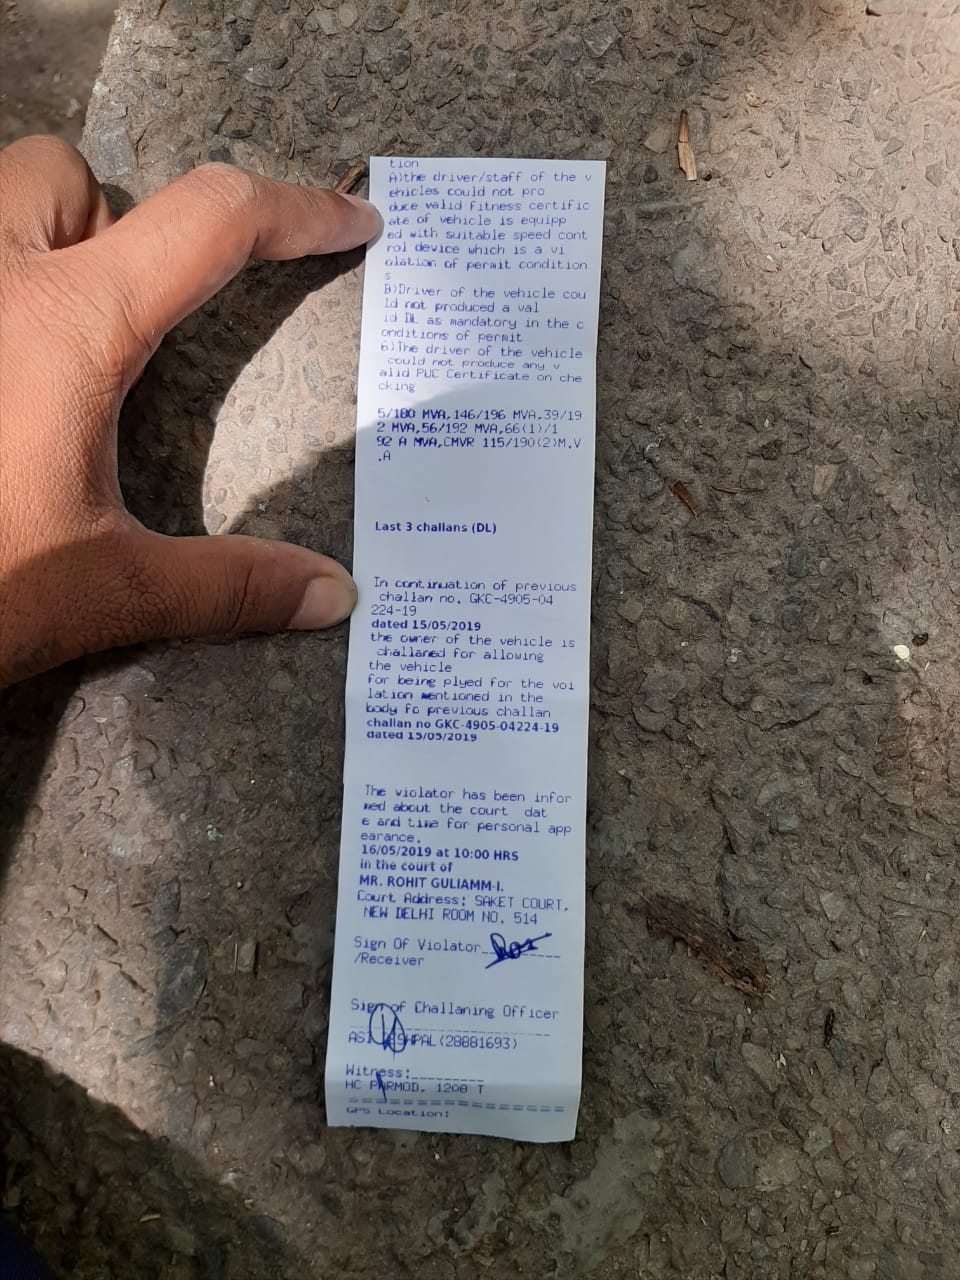 tion
A)the driver/staff of the v
ehicles could not pro
duce valid fitness certific
ate of vehicle is equipp
ed with suitable speed cont
rol device which is a vi
olation of permit condition
s
B)Driver of the vehicle cou
ld not produced a val
id DL as mandatory in the c
onditions of permit
6)The driver of the vehicle
could not produce any v
alid PUC Certificate on che
cking
5/180 MVA,146/196 MVA,39/19
2 MVA,56/192 MVA,66(1)/1
92 A MVA,CMVR 115/190(2)M.V
.A
Last 3 challans (DL)
In continuation of previous
challan no. GKC-4905-04
224-19
dated 15/05/2019
the owner of the vehicle is
challaned for allowing
the vehicle
for being plyed for the voi
lation mentioned in the
body fo previous challan
challan no GKC-4905-04224-19
dated 15/05/2019
The violator has been infor
med about the court dat
e and time for personal app
earance.
16/05/2019 at 10:00 HRS
in the court of
MR. ROHIT GULIAMM-I.
Court Address: SAKET COURT,
NEW DELHI ROOM NO. 514
Sign Of Violator
/Receiver
Sign of Challaning Officer
(28881693)
Witness:
HC PARMOD, 1208 T
GPS Location: